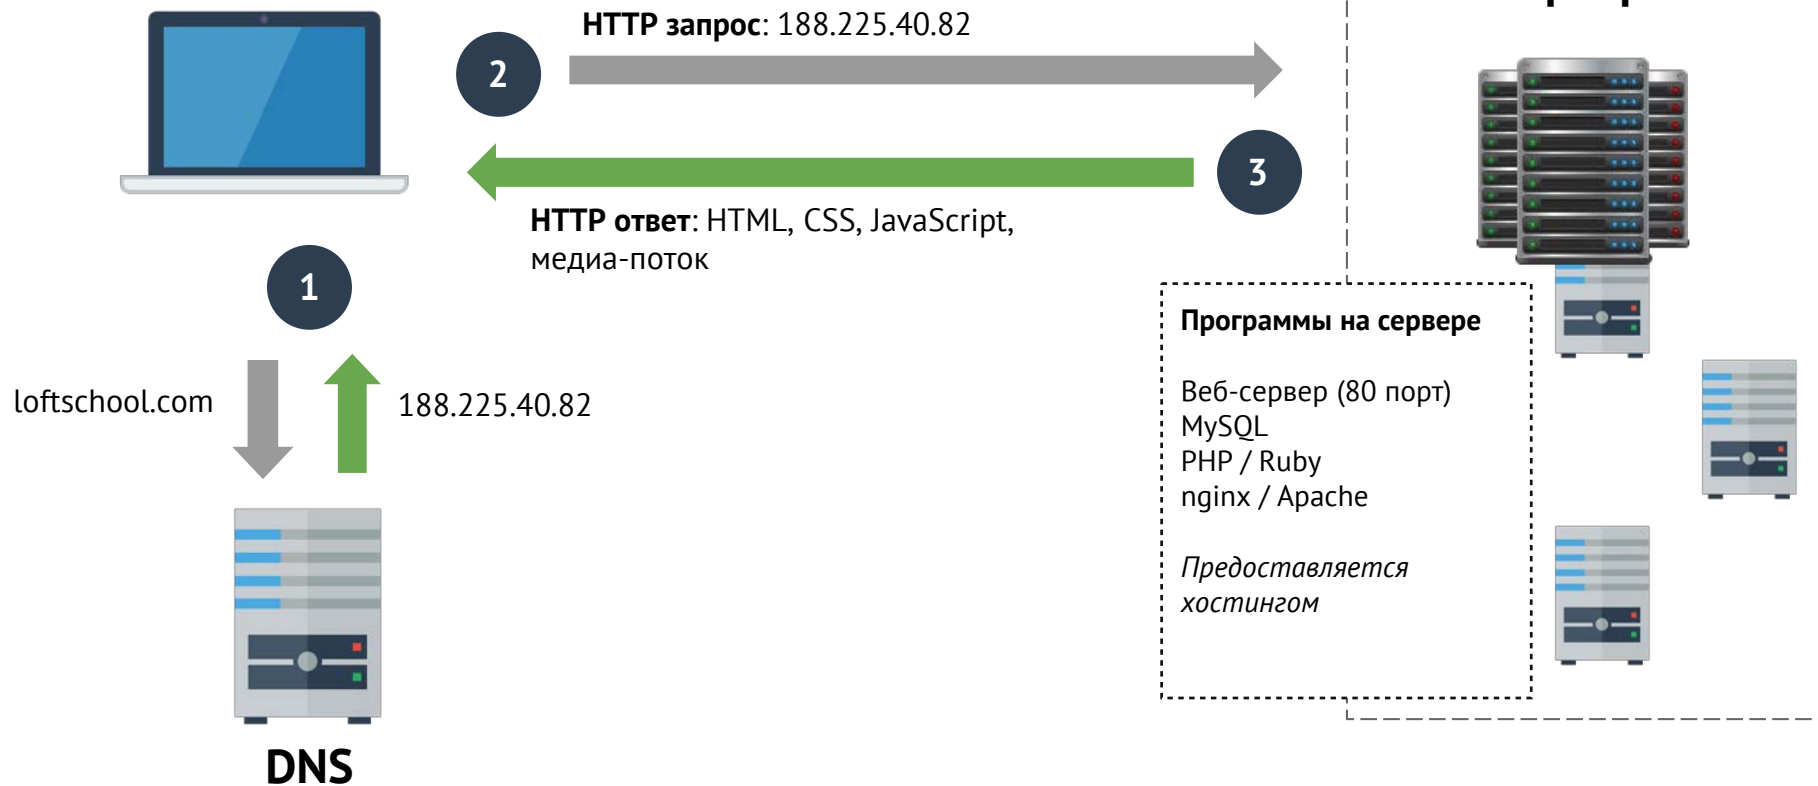 HTTP запрос: 188.225.40.82
2
3
HTTP ответ: HTML, CSS, JavaScript,
медиа-поток
1
loftschool.com
188.225.40.82
DNS
Программы на сервере
Веб-сервер (80 порт)
MySQL
PHP / Ruby
nginx / Apache
Предоставляется
хостингом